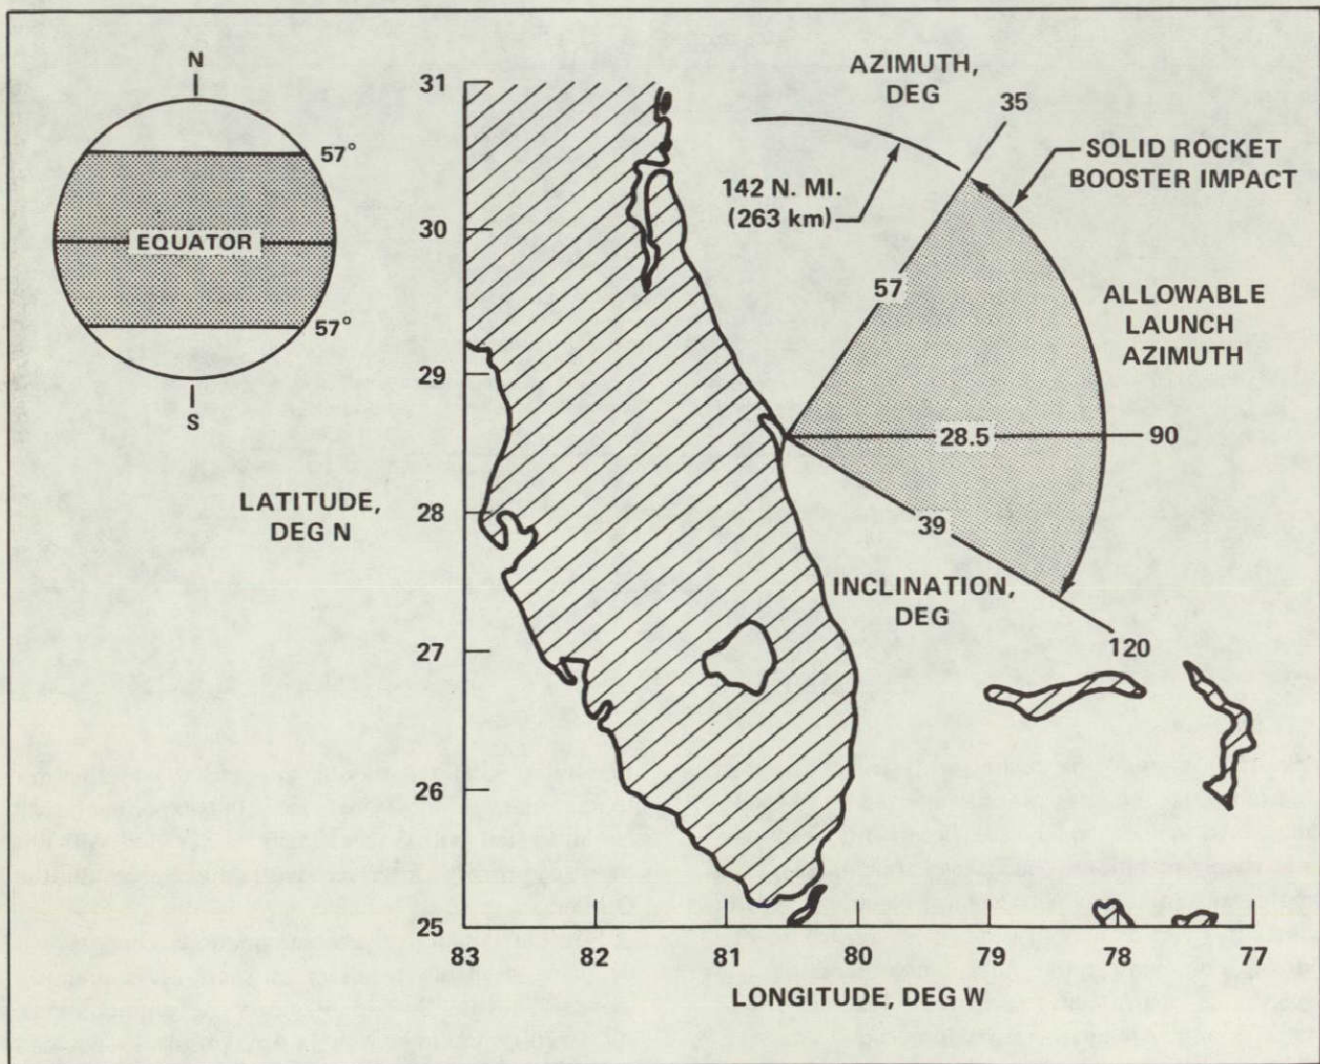 N
57°
EQUATOR
57°
S
AZIMUTH,
DEG
35
SOLID ROCKET
BOOSTER IMPACT
142 N. MI.
(263 km)
57
ALLOWABLE
LAUNCH
AZIMUTH
28.5
90
39
INCLINATION,
DEG
120
LATITUDE,
DEG N
31
30
29
28
27
26
25
83
82
81
80
79
78
77
LONGITUDE, DEG W